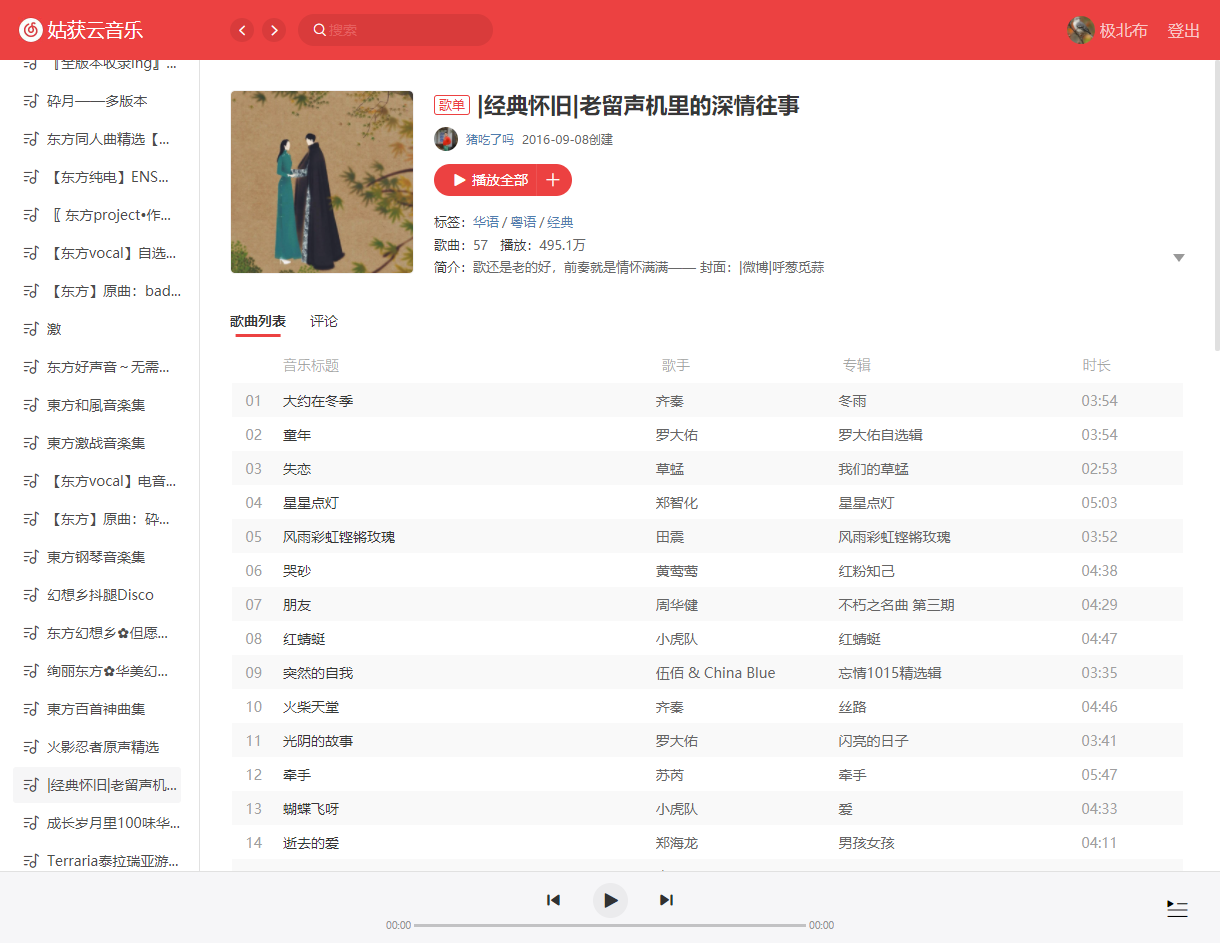 姑获云音乐
搜索
极北布
登出
『全版本收录ing』...
砕月——多版本
东方同人曲精选【...
【东方纯电】ENS...
〖 东方project•作...
【东方vocal】自选...
【东方】原曲：bad...
激
东方好声音～无需...
東方和風音楽集
東方激战音楽集
【东方vocal】电音...
【东方】原曲：砕...
東方钢琴音楽集
幻想乡抖腿Disco
东方幻想乡✿但愿...
绚丽东方✿华美幻...
東方百首神曲集
火影忍者原声精选
|经典怀旧|老留声机...
成长岁月里100味华...
Terraria泰拉瑞亚游...
歌单 |经典怀旧|老留声机里的深情往事
猪吃了吗 2016-09-08创建
播放全部
标签：华语 / 粤语 / 经典
歌曲：57 播放：495.1万
简介：歌还是老的好，前奏就是情怀满满—— 封面：|微博|呼葱觅蒜
歌曲列表 评论
音乐标题 歌手 专辑 时长
01 大约在冬季 齐秦 冬雨 03:54
02 童年 罗大佑 罗大佑自选辑 03:54
03 失恋 草蜢 我们的草蜢 02:53
04 星星点灯 郑智化 星星点灯 05:03
05 风雨彩虹铿锵玫瑰 田震 风雨彩虹铿锵玫瑰 03:52
06 哭砂 黄莺莺 红粉知己 04:38
07 朋友 周华健 不朽之名曲 第三期 04:29
08 红蜻蜓 小虎队 红蜻蜓 04:47
09 突然的自我 伍佰 & China Blue 忘情1015精选辑 03:35
10 火柴天堂 齐秦 丝路 04:46
11 光阴的故事 罗大佑 闪亮的日子 03:41
12 牵手 苏芮 牵手 05:47
13 蝴蝶飞呀 小虎队 爱 04:33
14 逝去的爱 郑海龙 男孩女孩 04:11
00:00 00:00